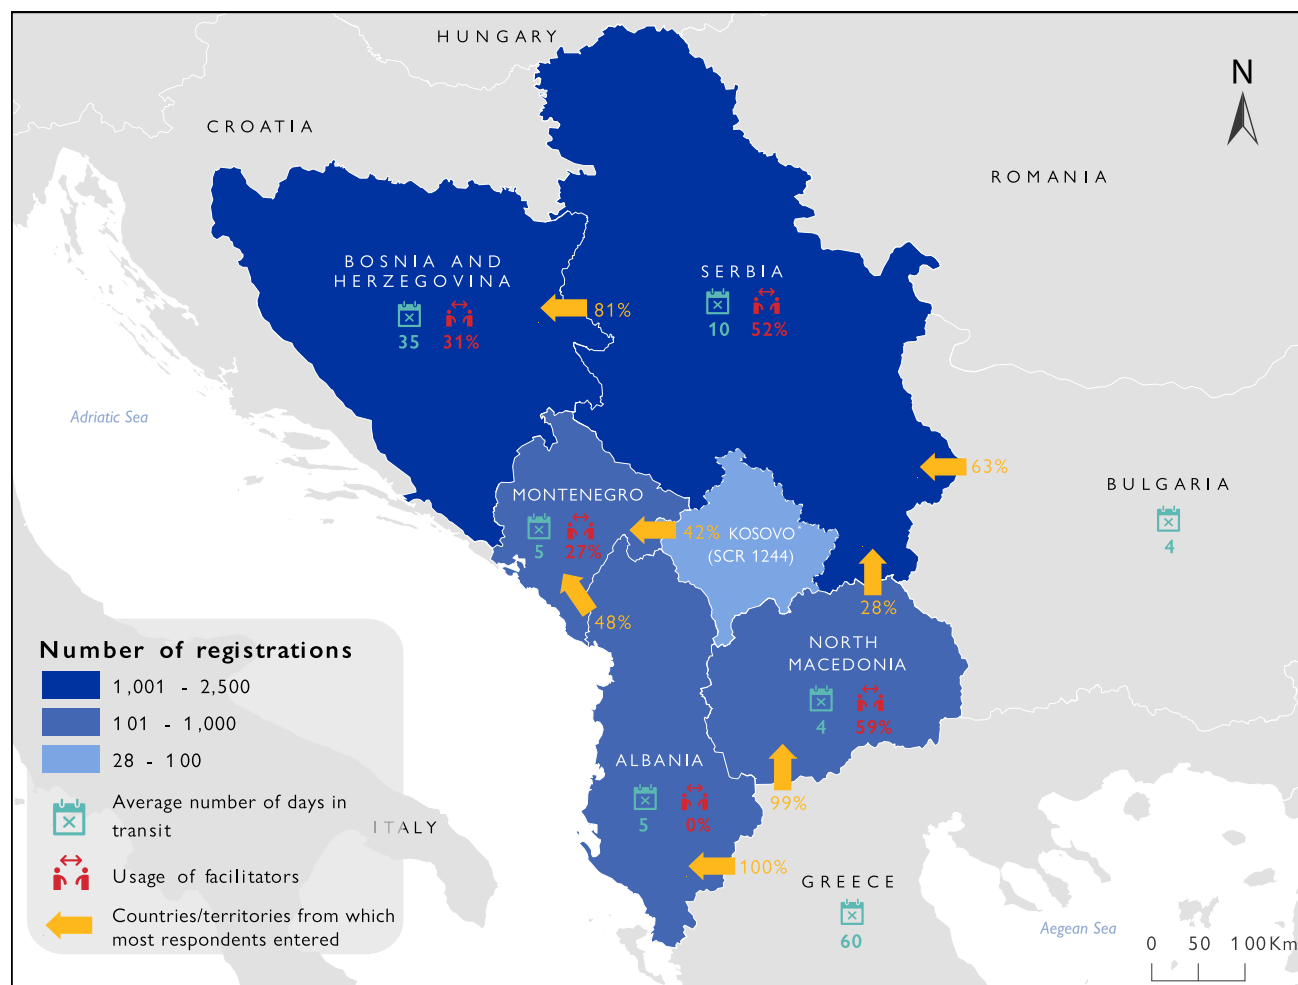 HUNGARY
N
CROATIA
ROMANIA
BOSNIA AND
HERZEGOVINA
35
31%
81%
SERBIA
10
52%
Adriatic Sea
63%
BULGARIA
4
MONTENEGRO
5
27%
42%
KOSOVO*
(SCR 1244)
48%
28%
NORTH
MACEDONIA
4
59%
ALBANIA
5
0%
99%
100%
GREECE
60
ITALY
Aegean Sea
0 50 100Km
Number of registrations
1,001 - 2,500
101 - 1,000
28 - 100
Average number of days in
transit
Usage of facilitators
Countries/territories from which
most respondents entered